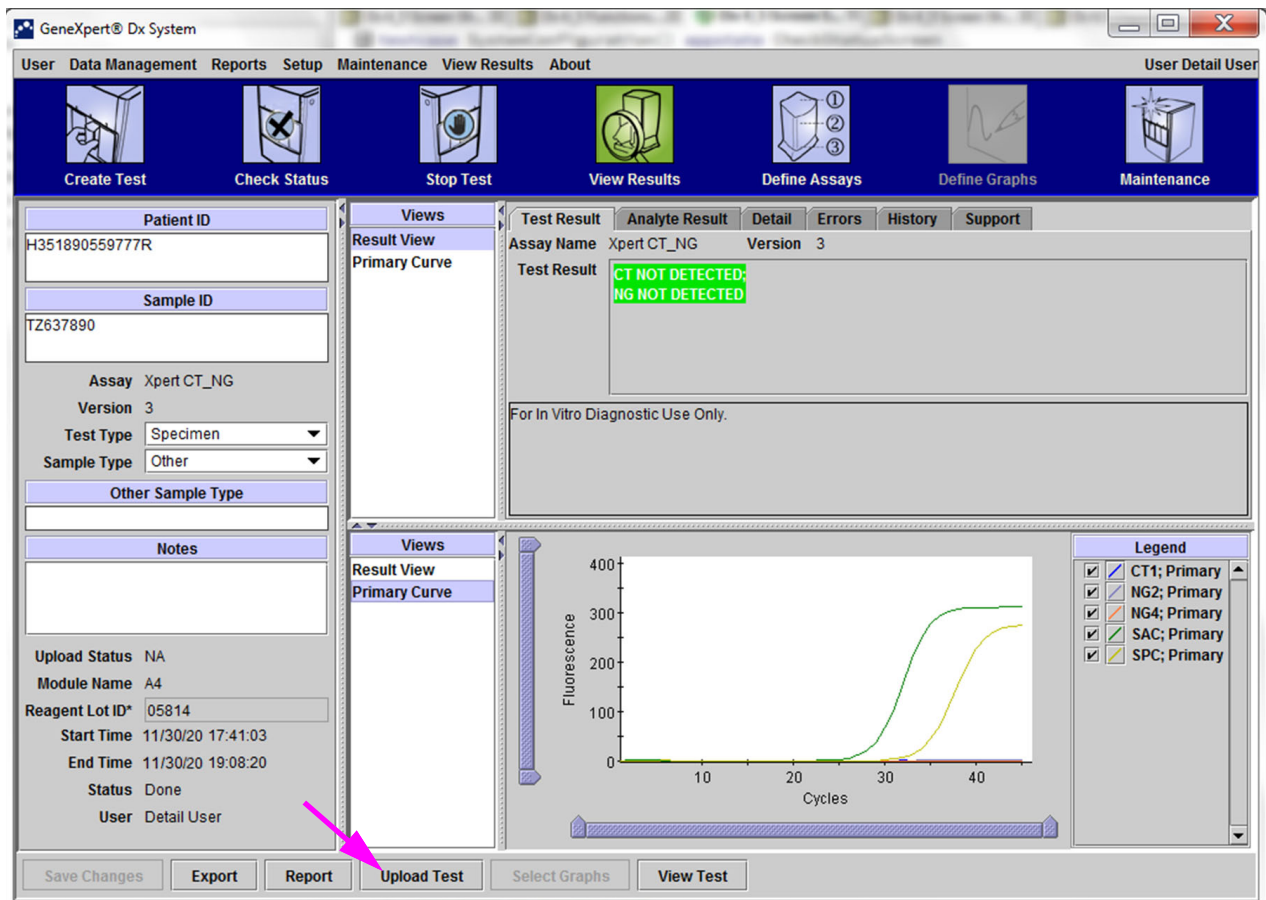 GeneXpert® Dx System
User Data Management Reports Setup Maintenance View Results About User Detail User
Create Test Check Status Stop Test View Results Define Assays Define Graphs Maintenance
Patient ID
H351890559777R
Sample ID
TZ637890
Assay Xpert CT_NG
Version 3
Test Type Specimen
Sample Type Other
Other Sample Type
Notes
Upload Status NA
Module Name A4
Reagent Lot ID* 05814
Start Time 11/30/20 17:41:03
End Time 11/30/20 19:08:20
Status Done
User Detail User
Views
Result View
Primary Curve
Test Result Analyte Result Detail Errors History Support
Assay Name Xpert CT_NG Version 3
Test Result CT NOT DETECTED;
NG NOT DETECTED
For In Vitro Diagnostic Use Only.
Views
Result View
Primary Curve
400
300
200
100
0
Fluorescence
10 20 30 40
Cycles
Legend
CT1; Primary
NG2; Primary
NG4; Primary
SAC; Primary
SPC; Primary
Save Changes Export Report Upload Test Select Graphs View Test